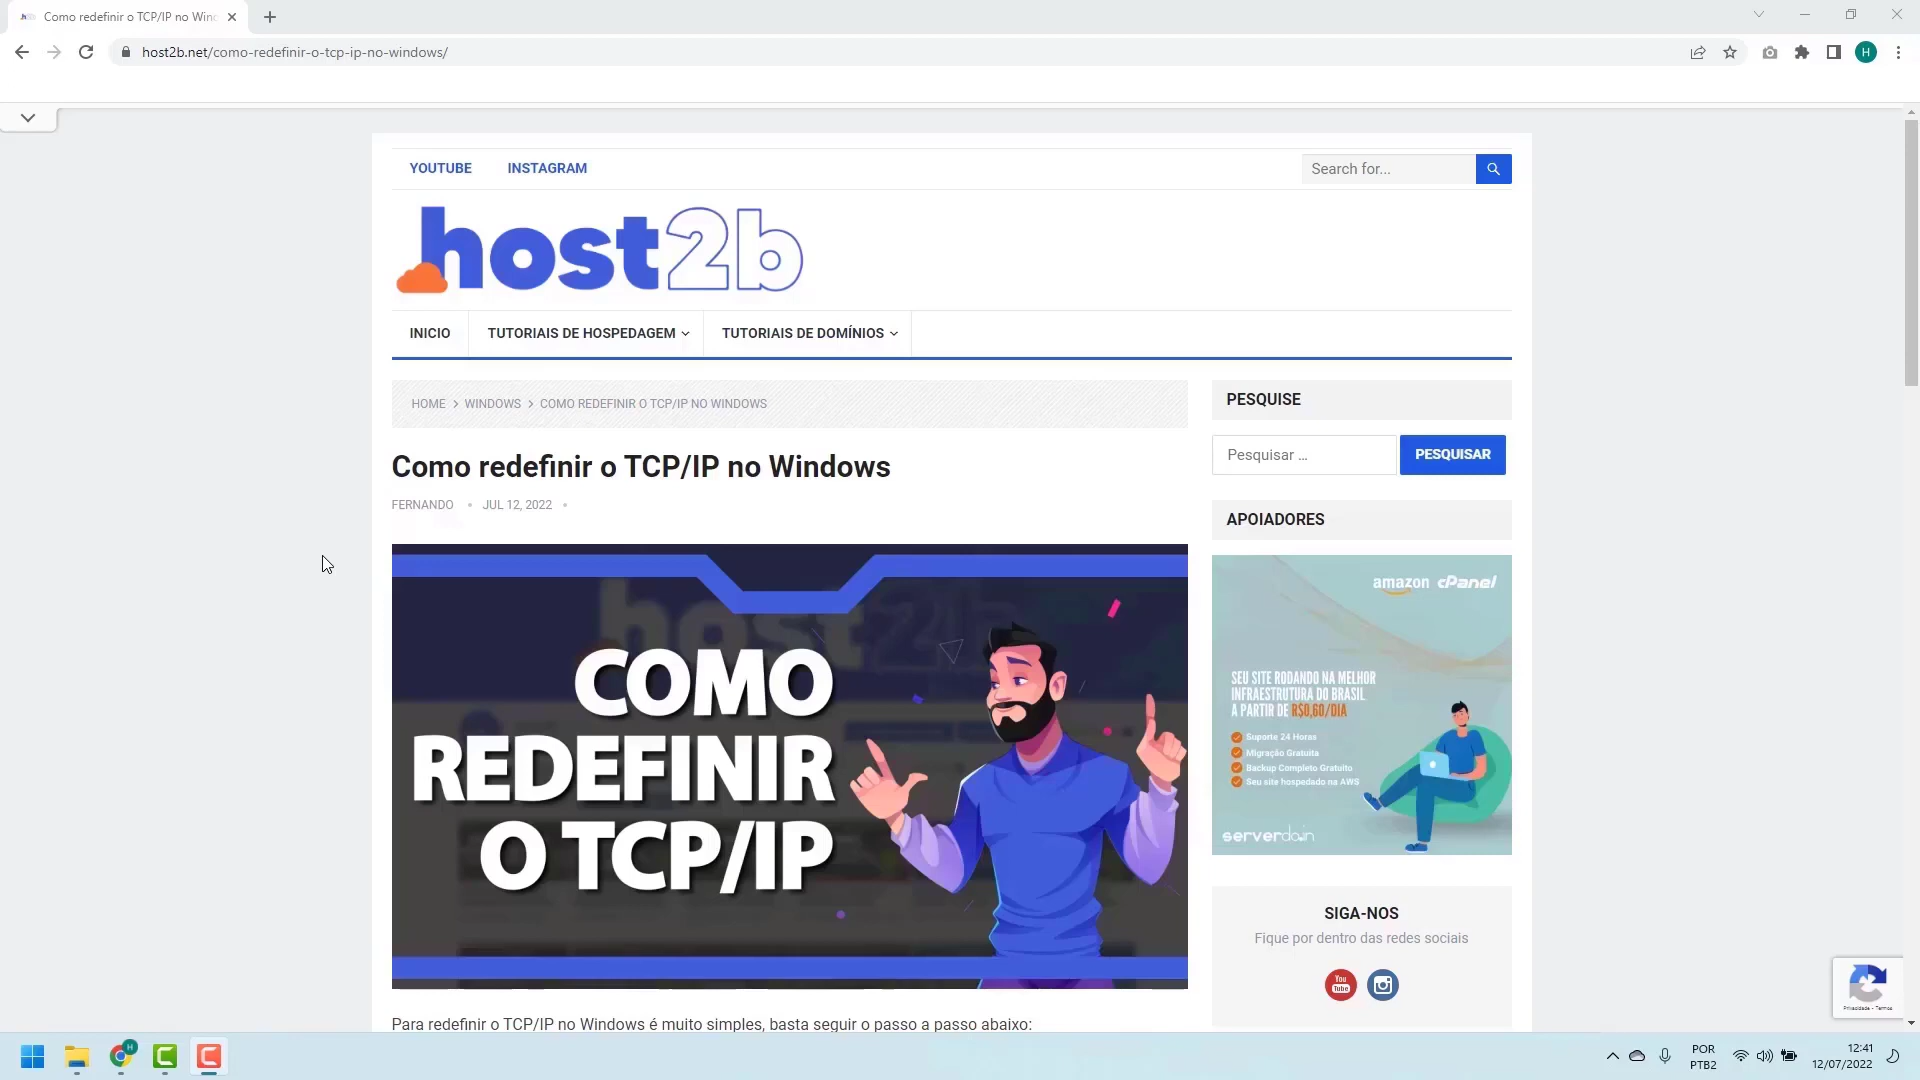 Como redefinir o TCP/IP no Wind
host2b.net/como-redefinir-o-tcp-ip-no-windows/
H
YOUTUBE
INSTAGRAM
Search for...
host2b
INICIO
TUTORIAIS DE HOSPEDAGEM
TUTORIAIS DE DOMÍNIOS
HOME
WINDOWS
COMO REDEFINIR O TCP/IP NO WINDOWS
Como redefinir o TCP/IP no Windows
FERNANDO
JUL 12, 2022
COMO
REDEFINIR
O TCP/IP
Para redefinir o TCP/IP no Windows é muito simples, basta seguir o passo a passo abaixo:
PESQUISE
Pesquisar ...
PESQUISAR
APOIADORES
amazon cPanel
SEU SITE RODANDO NA MELHOR
INFRAESTRUTURA DO BRASIL
A PARTIR DE R$0,60/DIA
Suporte 24 Horas
Migração Gratuita
Backup Completo Gratuito
Seu site hospedado na AWS
serverdo.in
SIGA-NOS
Fique por dentro das redes sociais
You
Tube
Privacidade - Termos
H
POR
PTB2
12:41
12/07/2022